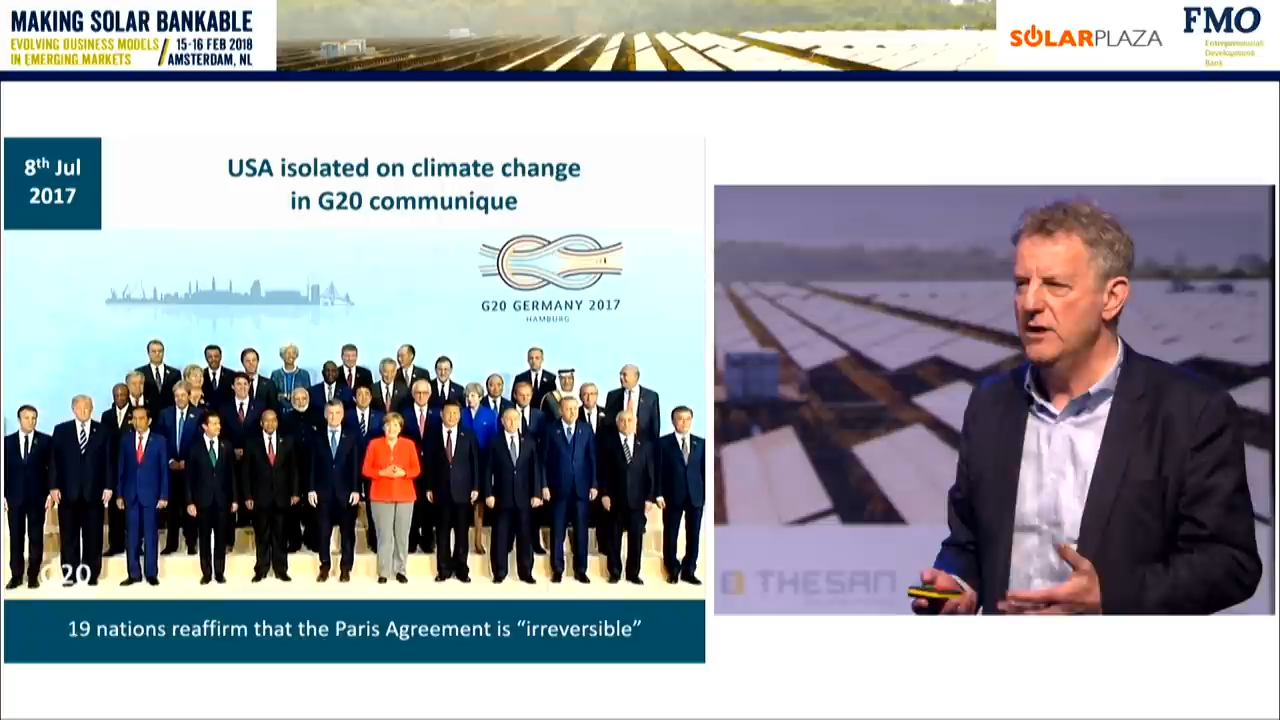 MAKING SOLAR BANKABLE
EVOLVING BUSINESS MODELS
IN EMERGING MARKETS
15-16 FEB 2018
AMSTERDAM, NL
SOLARPLAZA
FMO
Entrepreneurial
Development
Bank
8th Jul
2017
USA isolated on climate change
in G20 communique
G20 GERMANY 2017
HAMBURG
G20
19 nations reaffirm that the Paris Agreement is “irreversible”
THESAN